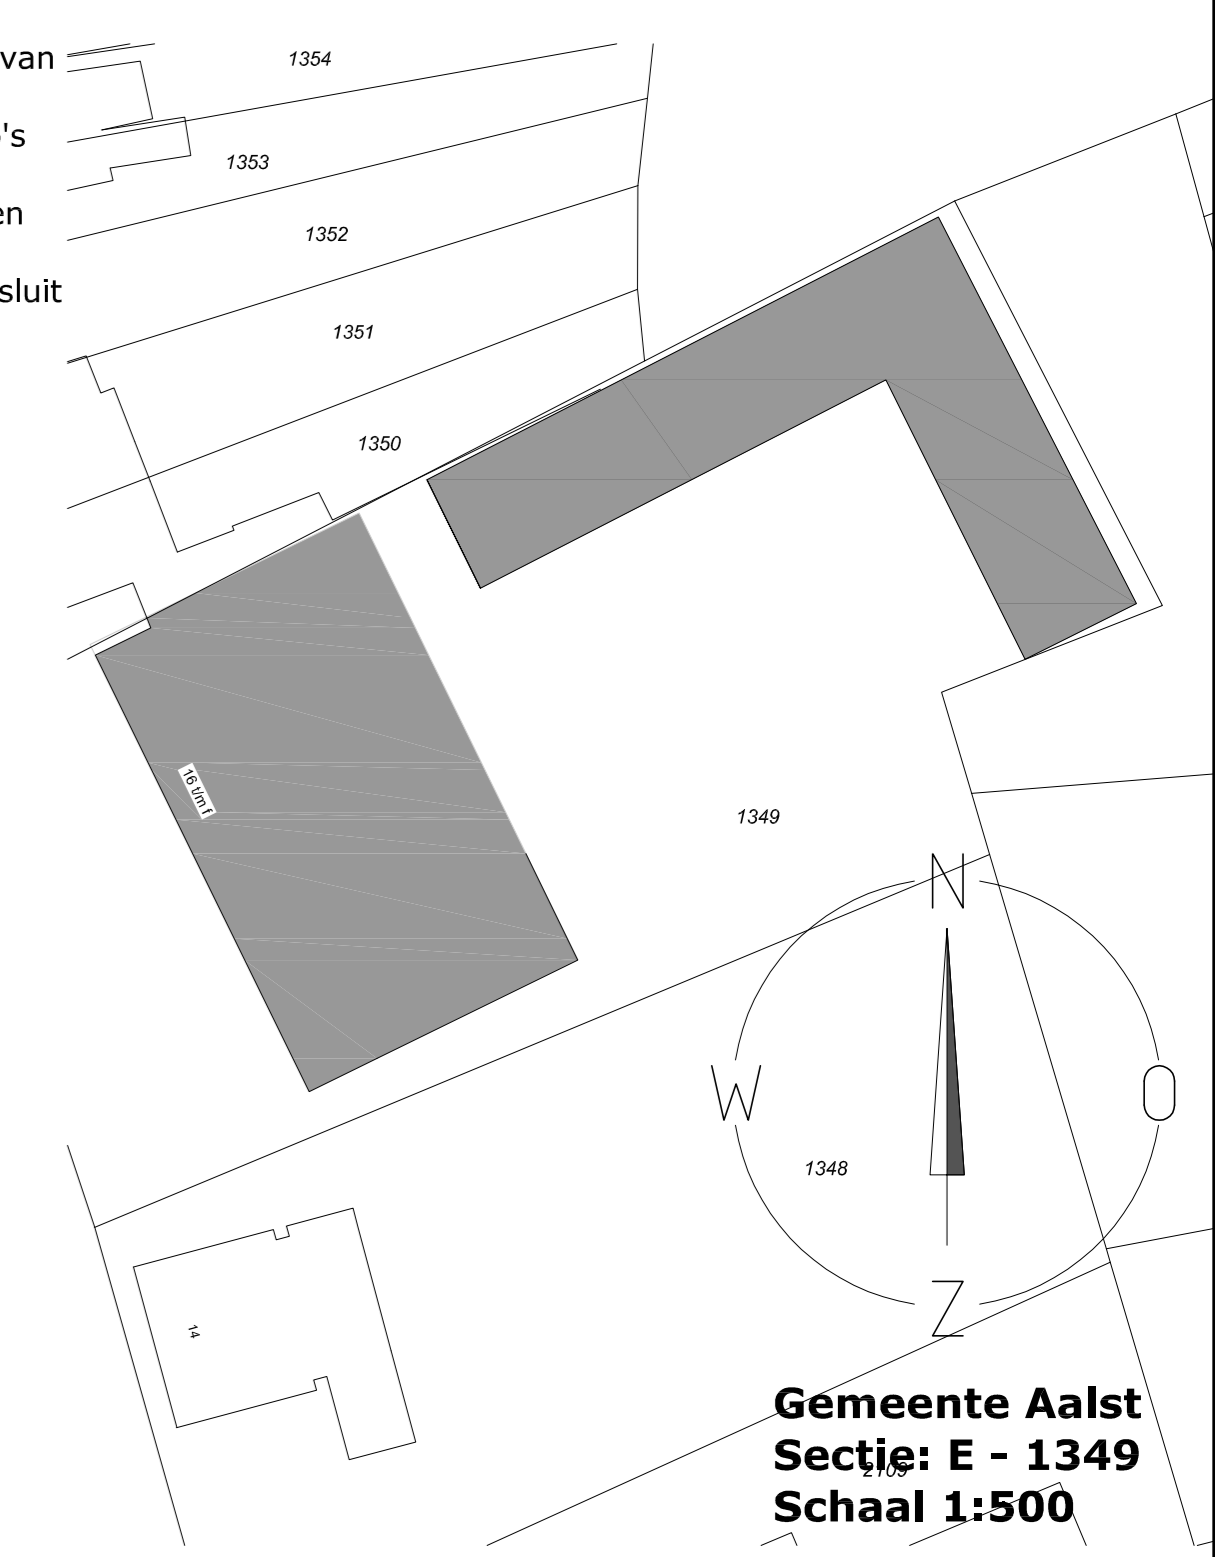 van
's
en
sluit
1354
1353
1352
1351
1350
16 t/m f
1349
N
W
O
1348
Z
14
Gemeente Aalst
Sectie: E - 1349
2109
Schaal 1:500